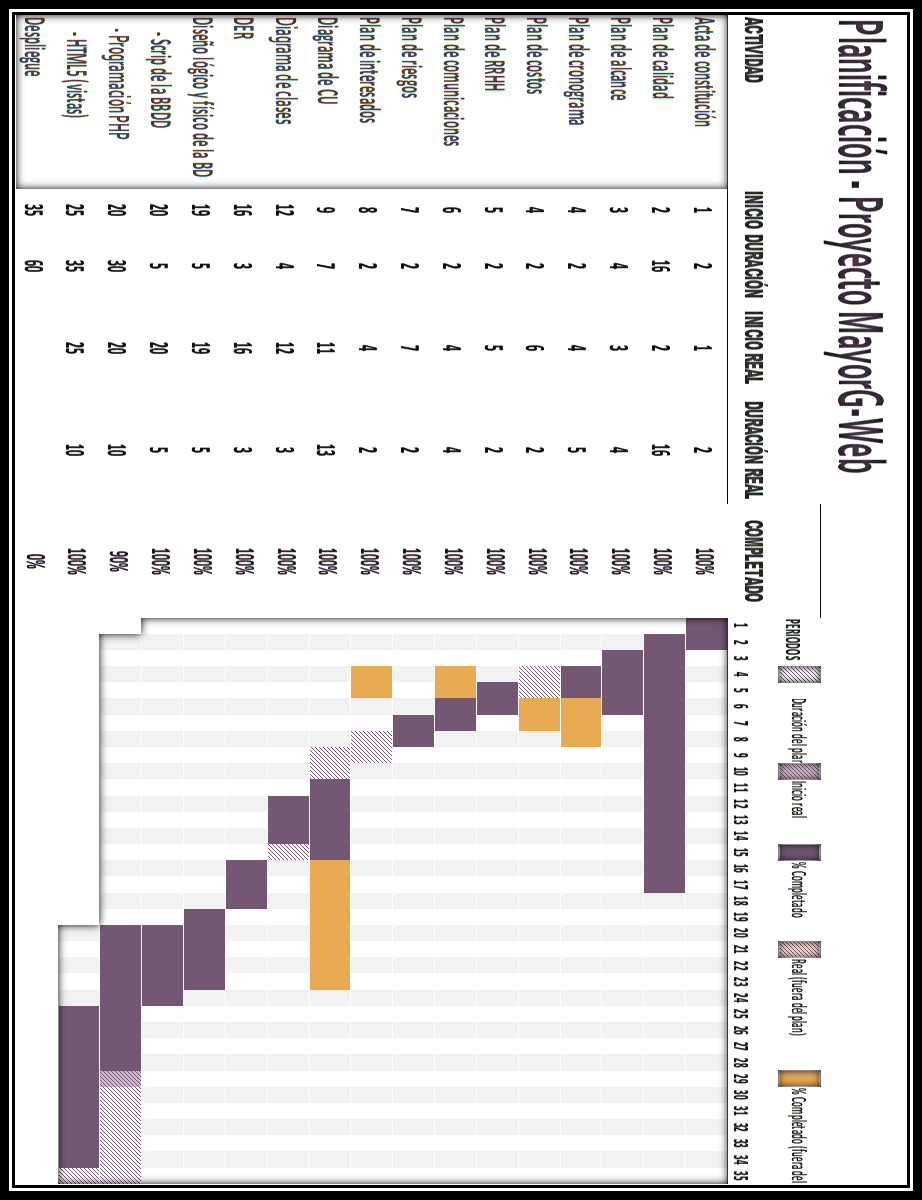 Planificación - Proyecto MayorG-Web
PERIODOS Duración del plan Inicio real % Completado Real (fuera del plan) % Completado (fuera del
ACTIVIDAD INICIO DURACIÓN INICIO REAL DURACIÓN REAL COMPLETADO 1 2 3 4 5 6 7 8 9 10 11 12 13 14 15 16 17 18 19 20 21 22 23 24 25 26 27 28 29 30 31 32 33 34 35
Acta de constitución 1 2 1 2 100%
Plan de calidad 2 16 2 16 100%
Plan de alcance 3 4 3 4 100%
Plan de cronograma 4 2 4 5 100%
Plan de costos 4 2 6 2 100%
Plan de RRHH 5 2 5 2 100%
Plan de comunicaciones 6 2 4 4 100%
Plan de riesgos 7 2 7 2 100%
Plan de interesados 8 2 4 2 100%
Diagrama de CU 9 7 11 13 100%
Diagrama de clases 12 4 12 3 100%
DER 16 3 16 3 100%
Diseño lógico y físico de la BD 19 5 19 5 100%
- Scrip de la BBDD 20 5 20 5 100%
- Programación PHP 20 30 20 10 90%
- HTML5 (vistas) 25 35 25 10 100%
Despliegue 35 60 0%